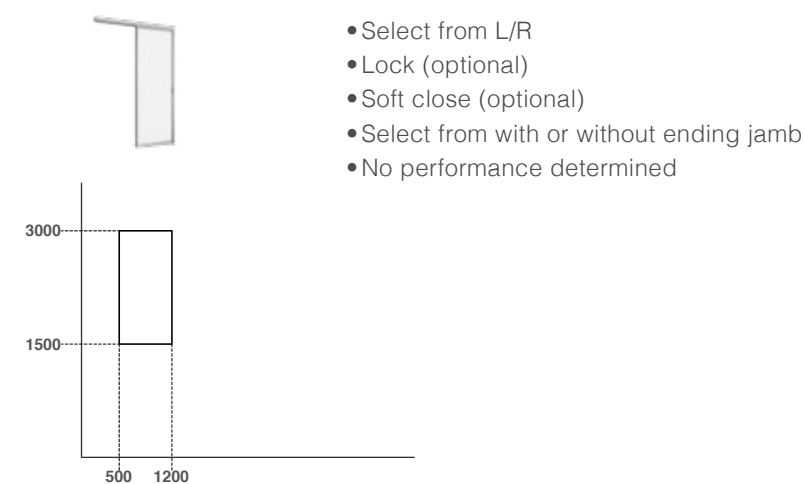 •Select from L/R
•Lock (optional)
•Soft close (optional)
•Select from with or without ending jamb
•No performance determined
3000
1500
500 1200